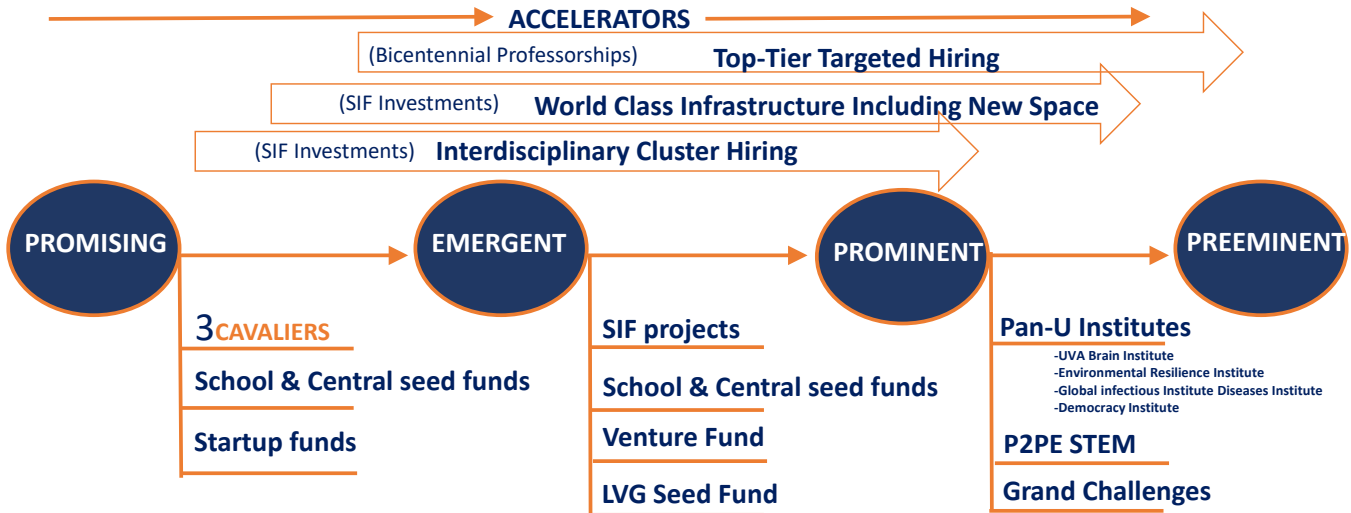 ACCELERATORS
(Bicentennial Professorships) Top-Tier Targeted Hiring
(SIF Investments) World Class Infrastructure Including New Space
(SIF Investments) Interdisciplinary Cluster Hiring
PROMISING
EMERGENT
PROMINENT
PREEMINENT
3CAVALIERS
School & Central seed funds
Startup funds
SIF projects
School & Central seed funds
Venture Fund
LVG Seed Fund
Pan-U Institutes
-UVA Brain Institute
-Environmental Resilience Institute
-Global infectious Institute Diseases Institute
-Democracy Institute
P2PE STEM
Grand Challenges